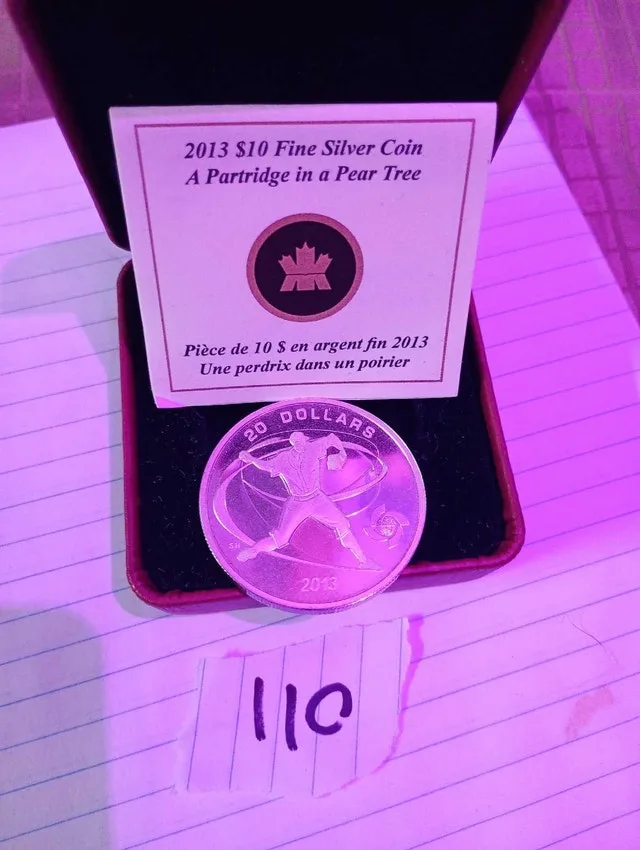 2013 $10 Fine Silver Coin
A Partridge in a Pear Tree
Pièce de 10 $ en argent fin 2013
Une perdrix dans un poirier
20 DOLLARS
2013
110